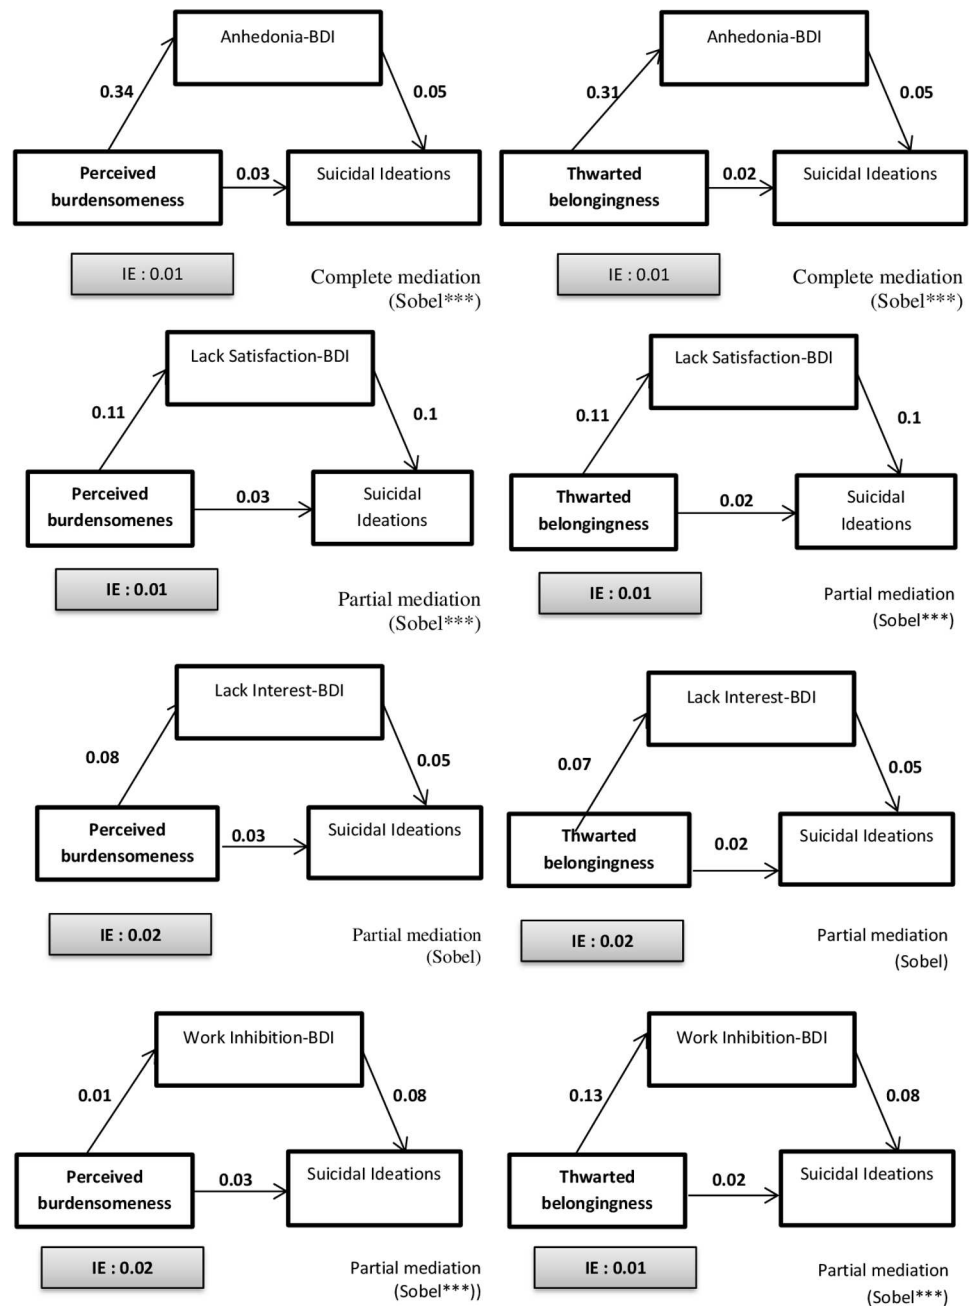 Anhedonia-BDI
0.34
0.05
Perceived
burdensomeness
0.03
Suicidal Ideations
IE : 0.01
Complete mediation
(Sobel***)
Anhedonia-BDI
0.31
0.05
Thwarted
belongingness
0.02
Suicidal Ideations
IE : 0.01
Complete mediation
(Sobel***)
Lack Satisfaction-BDI
0.11
0.1
Perceived
burdensomenes
0.03
Suicidal
Ideations
IE : 0.01
Partial mediation
(Sobel***)
Lack Satisfaction-BDI
0.11
0.1
Thwarted
belongingness
0.02
Suicidal
Ideations
IE : 0.01
Partial mediation
(Sobel***)
Lack Interest-BDI
0.08
0.05
Perceived
burdensomeness
0.03
Suicidal Ideations
IE : 0.02
Partial mediation
(Sobel)
Lack Interest-BDI
0.07
0.05
Thwarted
belongingness
0.02
Suicidal Ideations
IE : 0.02
Partial mediation
(Sobel)
Work Inhibition-BDI
0.01
0.08
Perceived
burdensomeness
0.03
Suicidal Ideations
IE : 0.02
Partial mediation
(Sobel***))
Work Inhibition-BDI
0.13
0.08
Thwarted
belongingness
0.02
Suicidal Ideations
IE : 0.01
Partial mediation
(Sobel***)